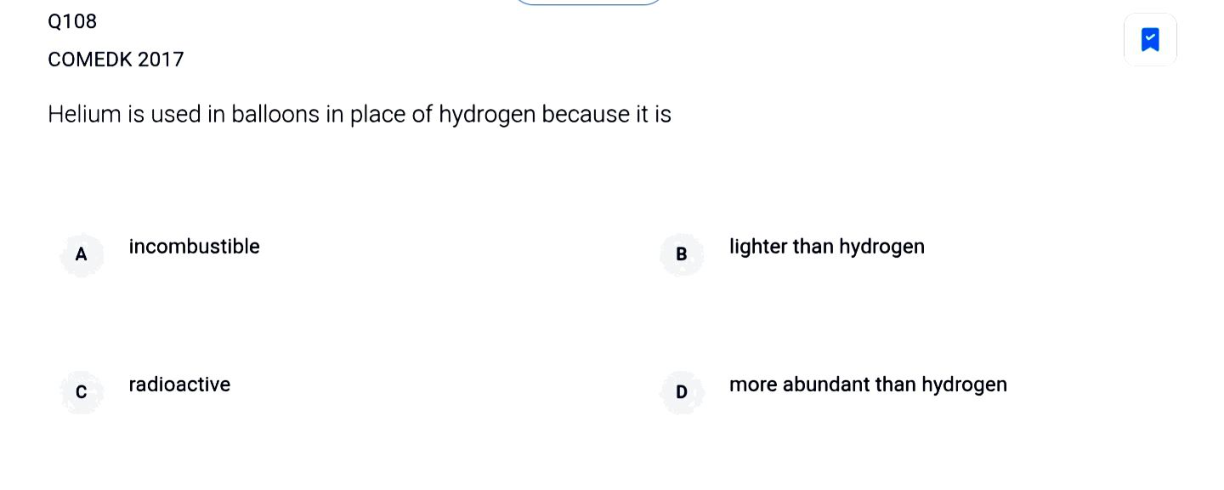 Q108
COMEDK 2017
Helium is used in balloons in place of hydrogen because it is
A incombustible
B lighter than hydrogen
C radioactive
D more abundant than hydrogen